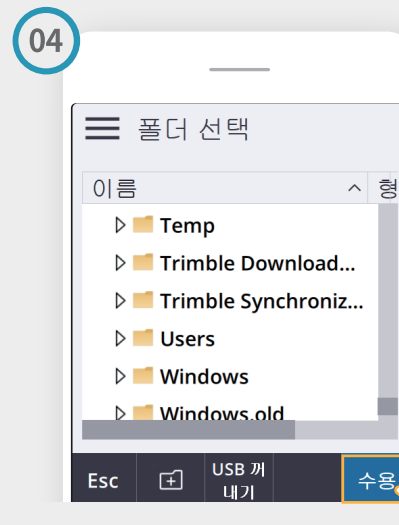 04
폴더 선택
이름
형
Temp
Trimble Download...
Trimble Synchroniz...
Users
Windows
Windows.old
Esc
USB 꺼
내기
수용